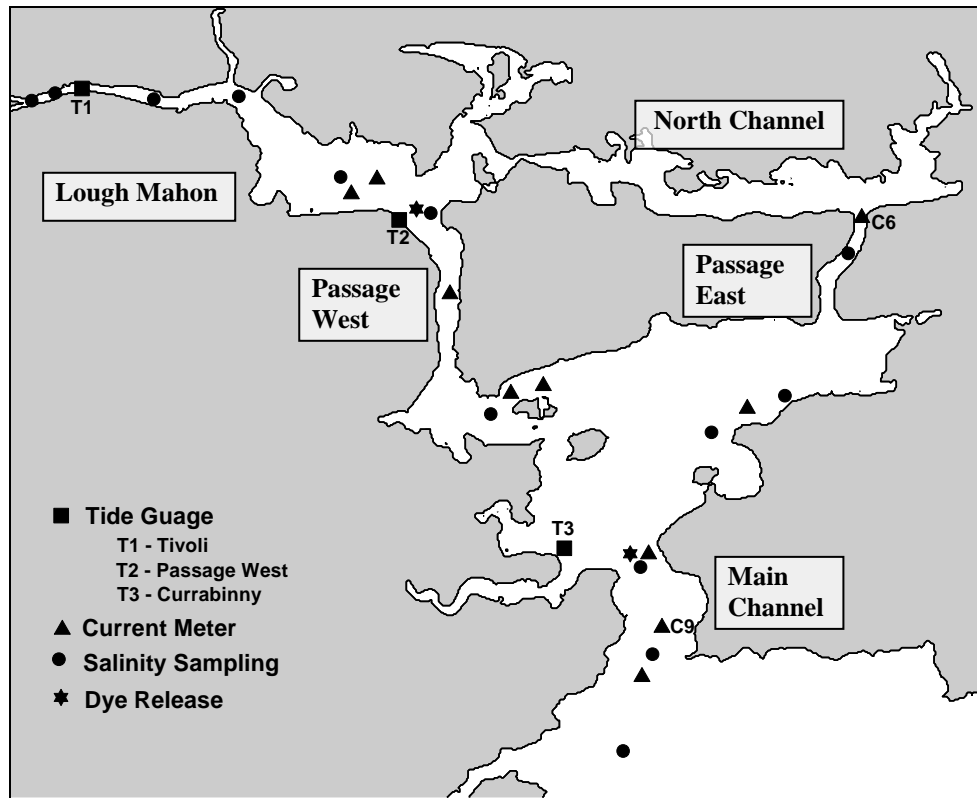 T1
North Channel
Lough Mahon
T2
C6
Passage
West
Passage
East
T3
Tide Guage
T1 - Tivoli
T2 - Passage West
T3 - Currabinny
Main
Channel
Current Meter
C9
Salinity Sampling
Dye Release